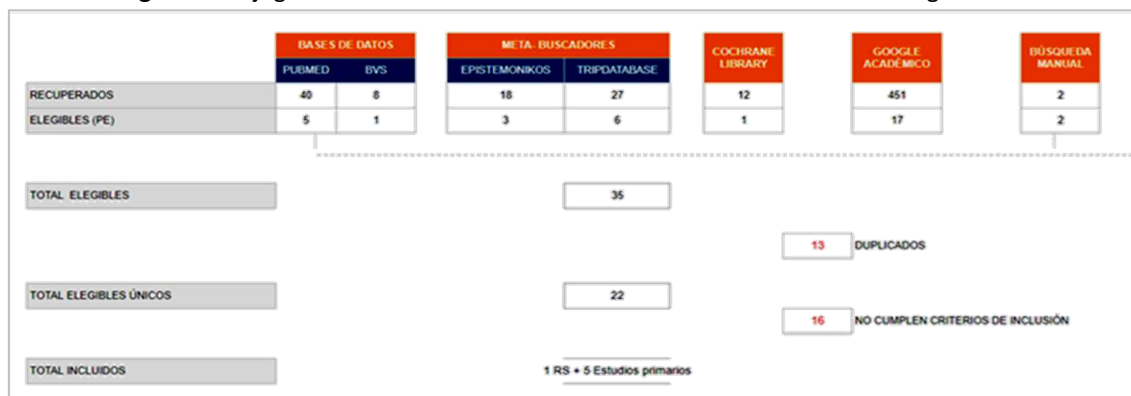 BASES DE DATOS META- BUSCADORES COCHRANE LIBRARY GOOGLE ACADÉMICO BÚSQUEDA MANUAL
PUBMED BVS EPISTEMONIKOS TRIPDATABASE
RECUPERADOS 40 8 18 27 12 451 2
ELEGIBLES (PE) 5 1 3 6 1 17 2
TOTAL ELEGIBLES 35
13 DUPLICADOS
TOTAL ELEGIBLES ÚNICOS 22
16 NO CUMPLEN CRITERIOS DE INCLUSIÓN
TOTAL INCLUIDOS 1 RS + 5 Estudios primarios